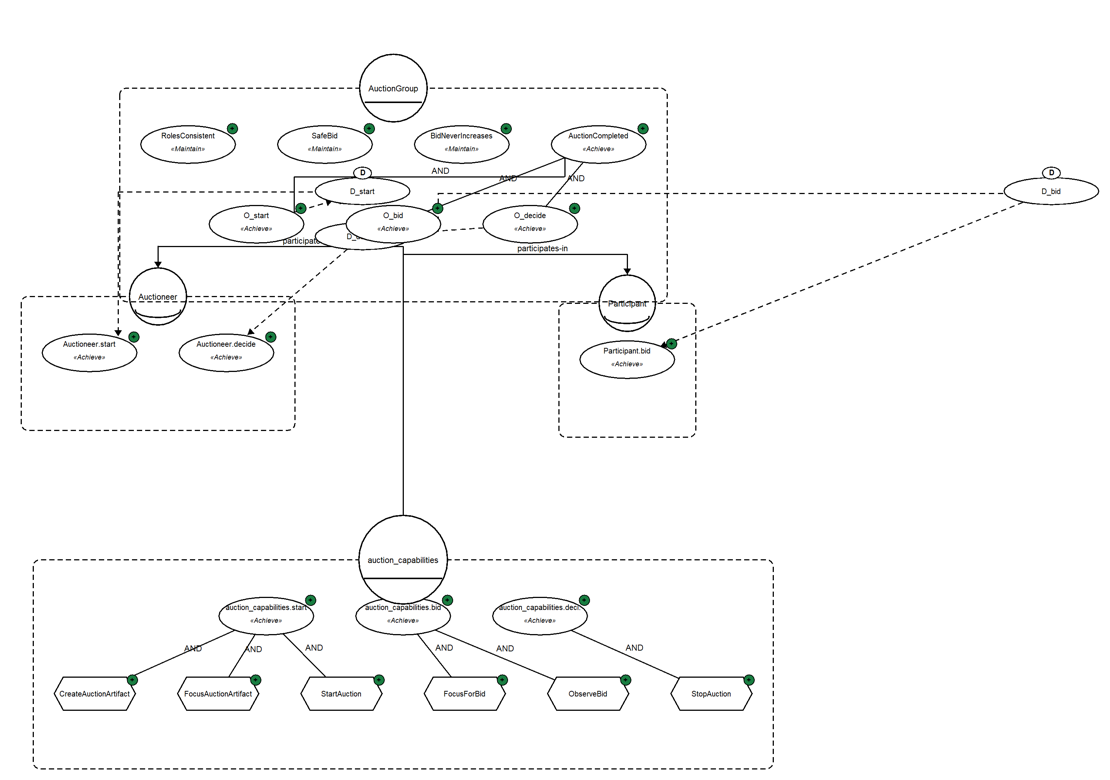 AuctionGroup
RolesConsistent
«Maintain»
SafeBid
«Maintain»
BidNeverIncreases
«Maintain»
AuctionCompleted
«Achieve»
AND
AND
AND
D
D_start
D
D_bid
O_start
«Achieve»
O_bid
«Achieve»
O_decide
«Achieve»
participates-in
Auctioneer
Participant
Auctioneer.start
«Achieve»
Auctioneer.decide
«Achieve»
Participant.bid
«Achieve»
auction_capabilities
auction_capabilities.start
«Achieve»
auction_capabilities.bid
«Achieve»
auction_capabilities.deci
«Achieve»
AND
AND
AND
AND
AND
AND
CreateAuctionArtifact
FocusAuctionArtifact
StartAuction
FocusForBid
ObserveBid
StopAuction